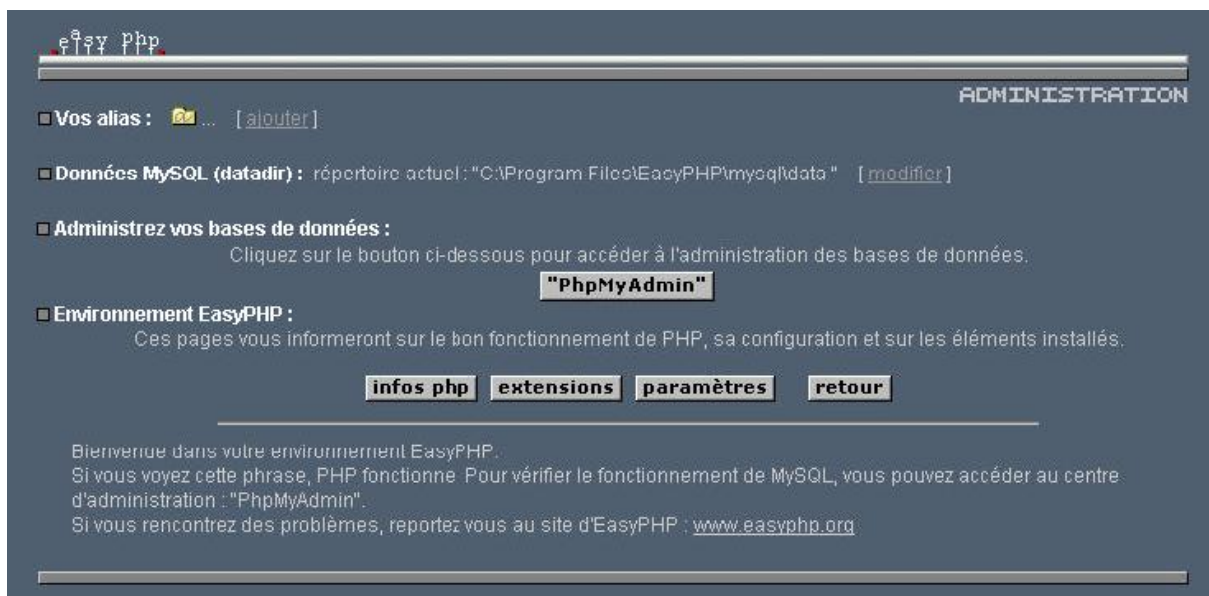 easy php
ADMINISTRATION
Vos alias : ... [ ajouter ]
Données MySQL (datadir) : répertoire actuel : "C:\Program Files\EasyPHP\mysql\data" [ modifier ]
Administrez vos bases de données :
Cliquez sur le bouton ci-dessous pour accéder à l'administration des bases de données.
"PhpMyAdmin"
Environnement EasyPHP :
Ces pages vous informeront sur le bon fonctionnement de PHP, sa configuration et sur les éléments installés.
infos php extensions paramètres retour
Bienvenue dans votre environnement EasyPHP.
Si vous voyez cette phrase, PHP fonctionne. Pour vérifier le fonctionnement de MySQL, vous pouvez accéder au centre
d'administration : "PhpMyAdmin".
Si vous rencontrez des problèmes, reportez vous au site d'EasyPHP : www.easyphp.org